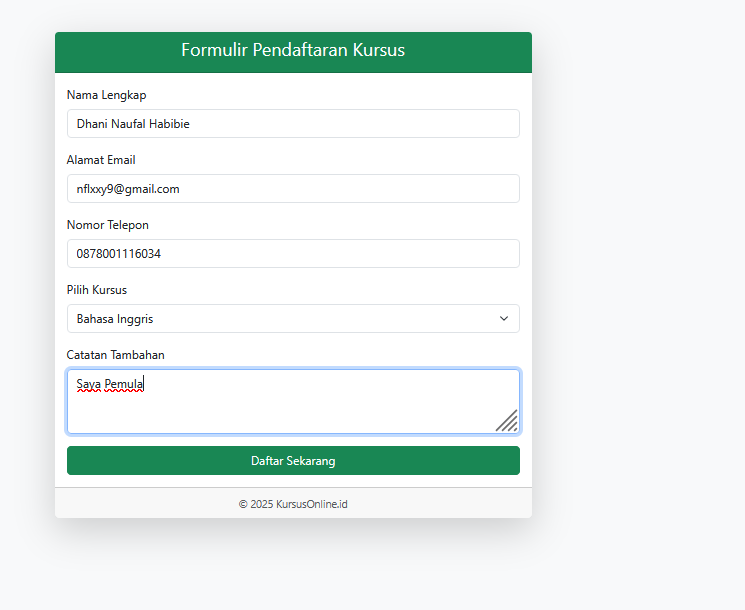 Formulir Pendaftaran Kursus
Nama Lengkap
Dhani Naufal Habibie
Alamat Email
nflxxy9@gmail.com
Nomor Telepon
0878001116034
Pilih Kursus
Bahasa Inggris
Catatan Tambahan
Saya Pemula
Daftar Sekarang
© 2025 KursusOnline.id